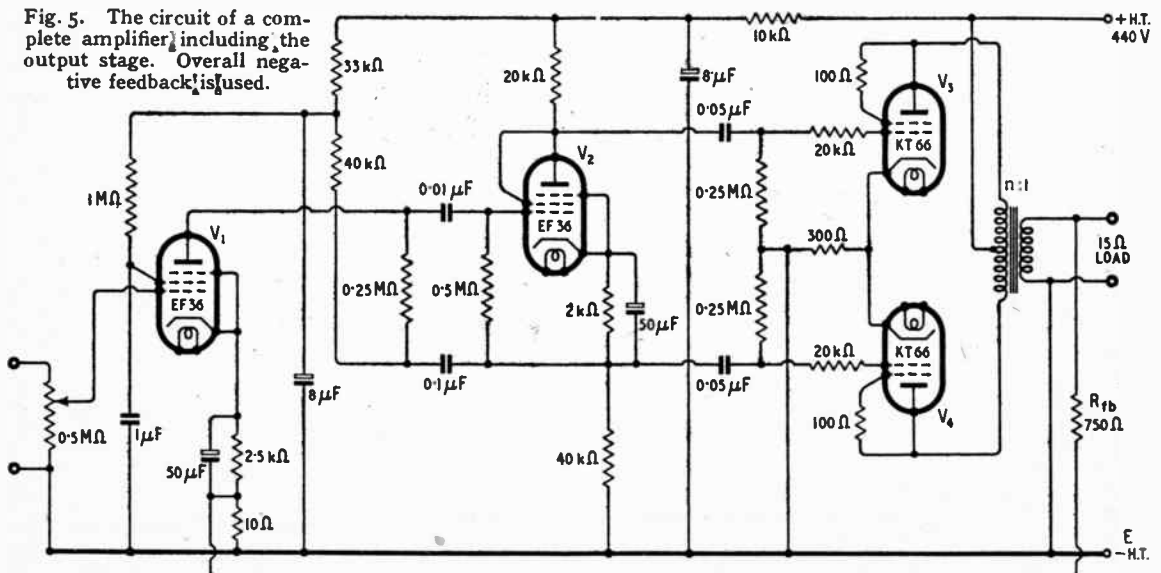 Fig. 5. The circuit of a com-
plete amplifier, including the
output stage. Overall nega-
tive feedback is used.
33kΩ
20kΩ
8µF
10kΩ
+H.T.
440V
100Ω
V3
KT66
0·05µF
20kΩ
40kΩ
V2
EF36
0·25MΩ
n:1
1MΩ
0·01µF
V1
EF36
300Ω
15Ω
LOAD
0·25MΩ
0·5MΩ
2kΩ
50µF
0·25MΩ
KT66
20kΩ
V4
0·1µF
0·05µF
8µF
0·5MΩ
1µF
50µF
2·5kΩ
10Ω
40kΩ
100Ω
Rfb
750Ω
E
-H.T.